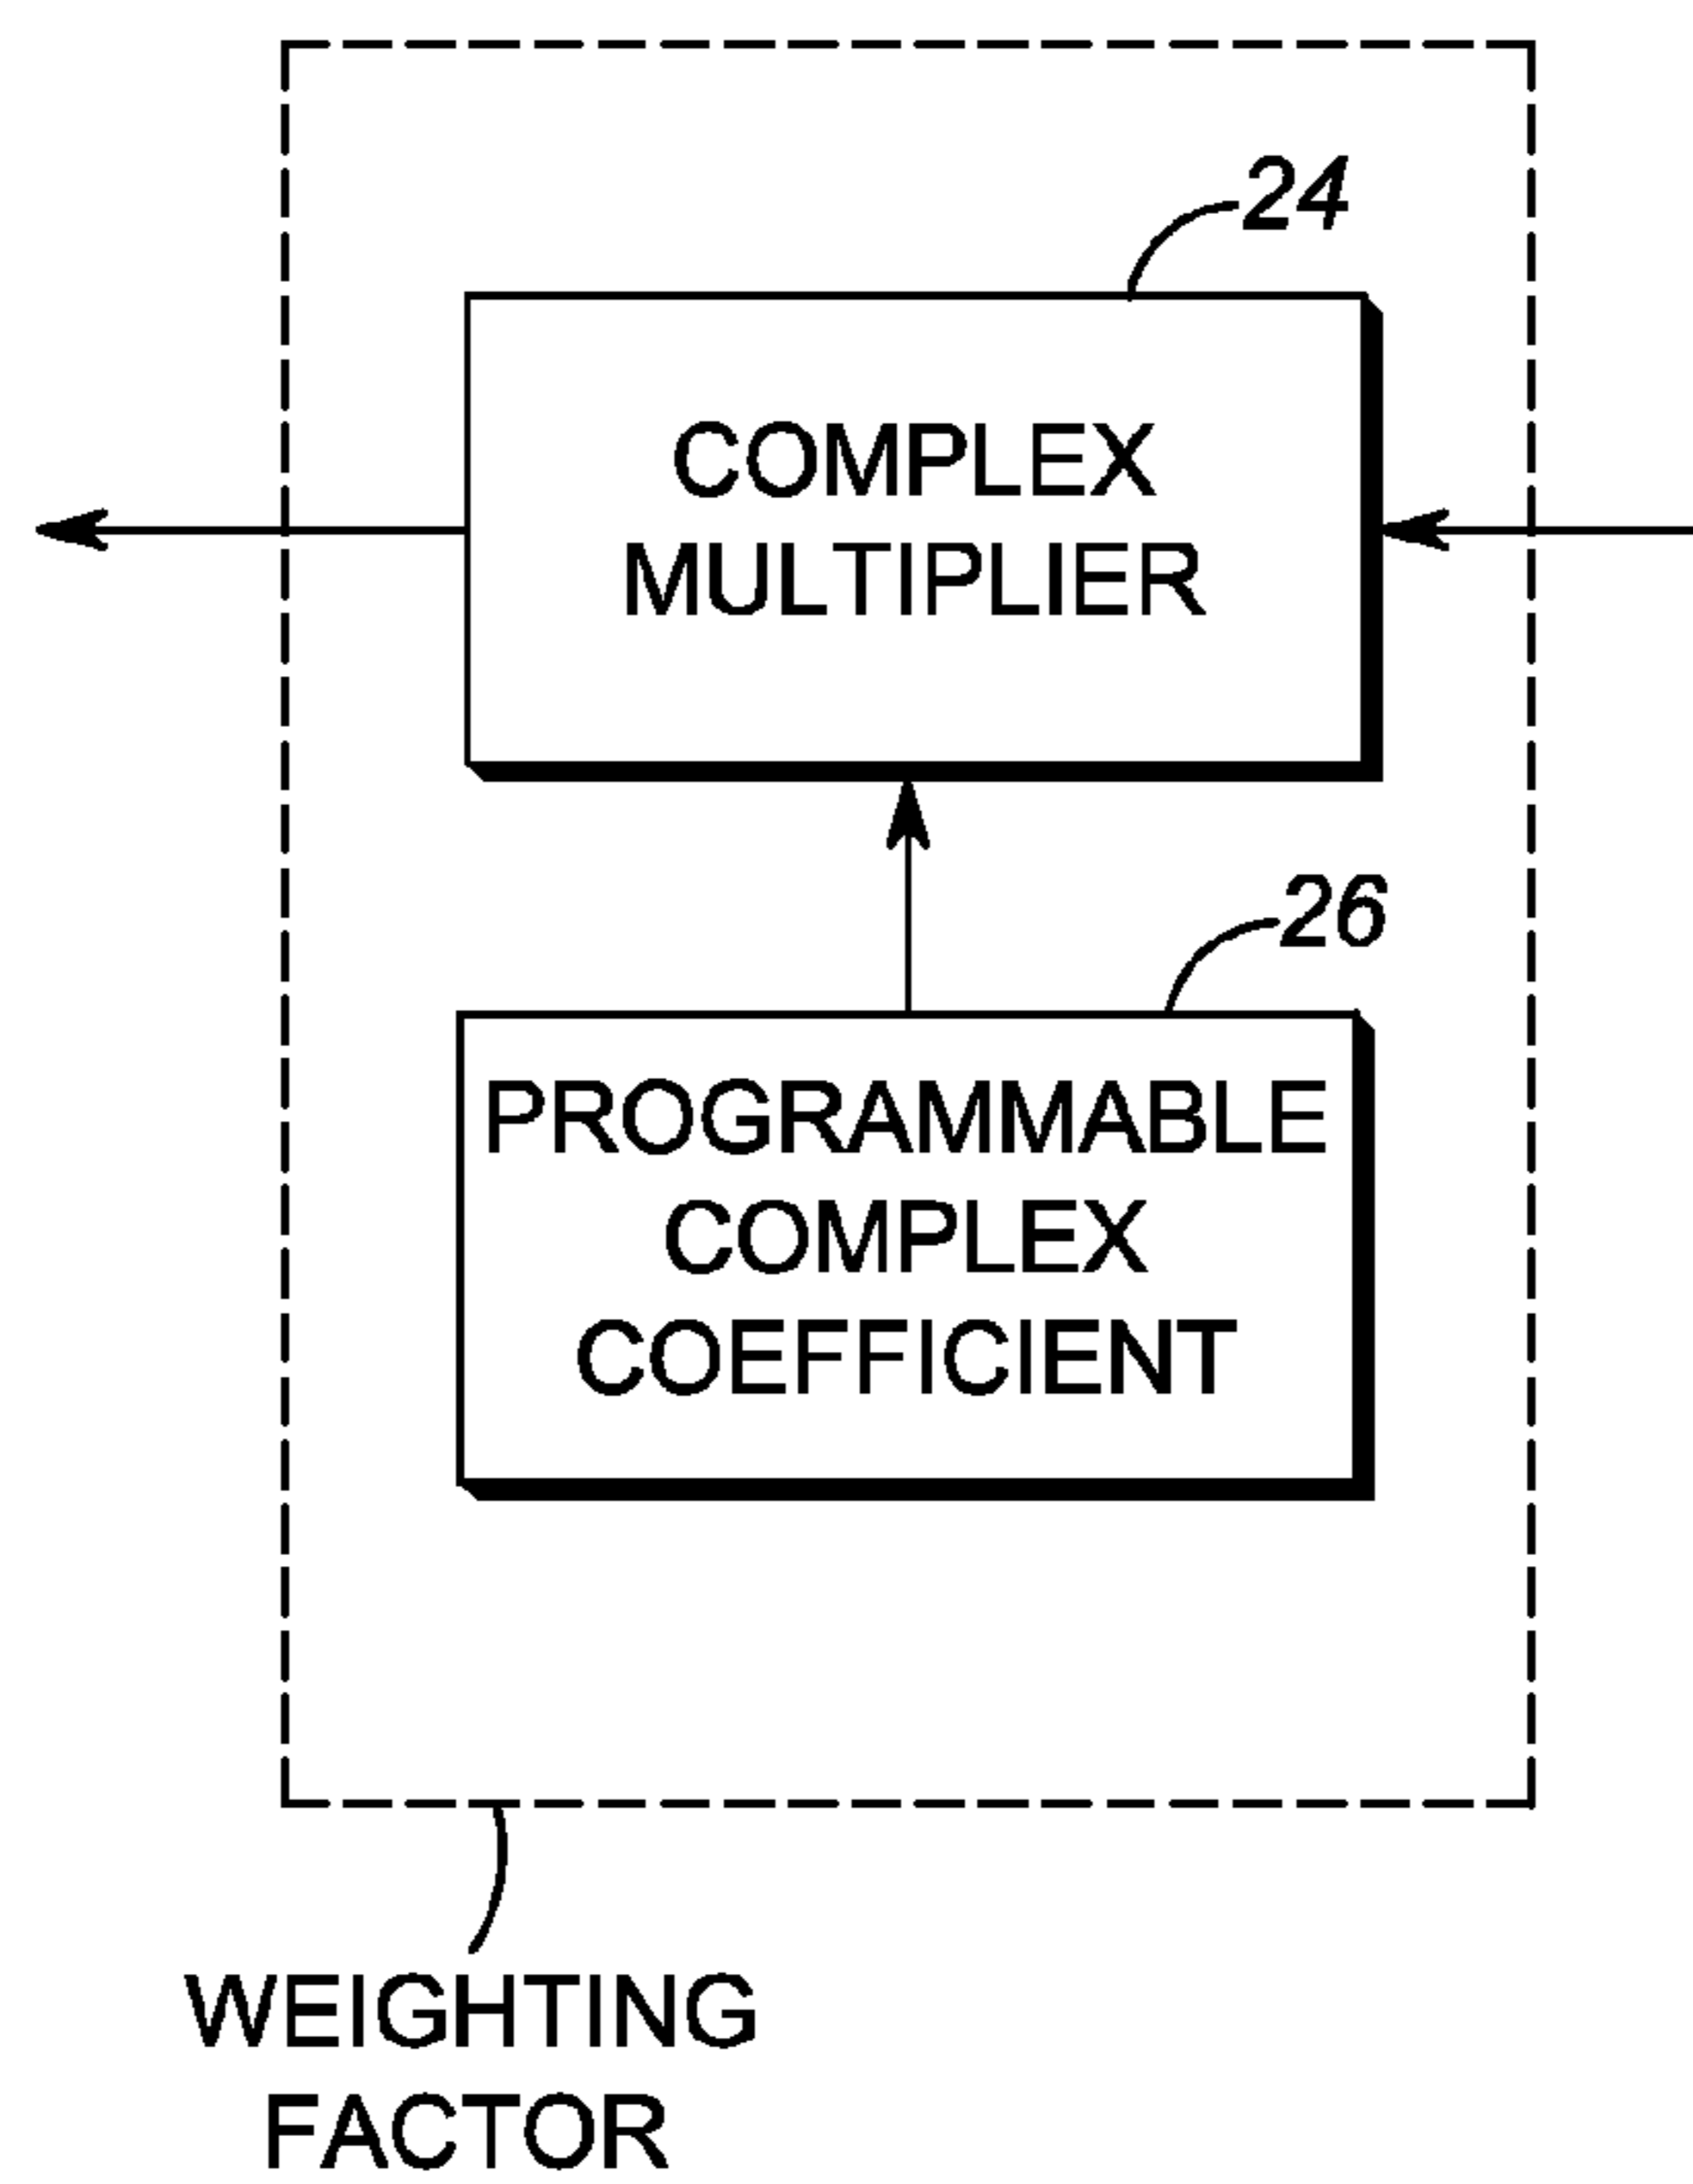 24
COMPLEX
MULTIPLIER
26
PROGRAMMABLE
COMPLEX
COEFFICIENT
WEIGHTING
FACTOR